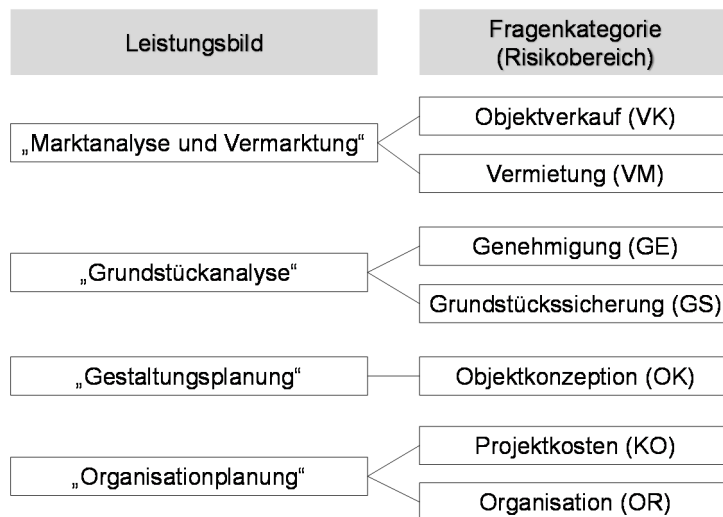 Leistungsbild
Fragenkategorie
(Risikobereich)
„Marktanalyse und Vermarktung“
Objektverkauf (VK)
Vermietung (VM)
„Grundstückanalyse“
Genehmigung (GE)
Grundstückssicherung (GS)
„Gestaltungsplanung“
Objektkonzeption (OK)
„Organisationplanung“
Projektkosten (KO)
Organisation (OR)